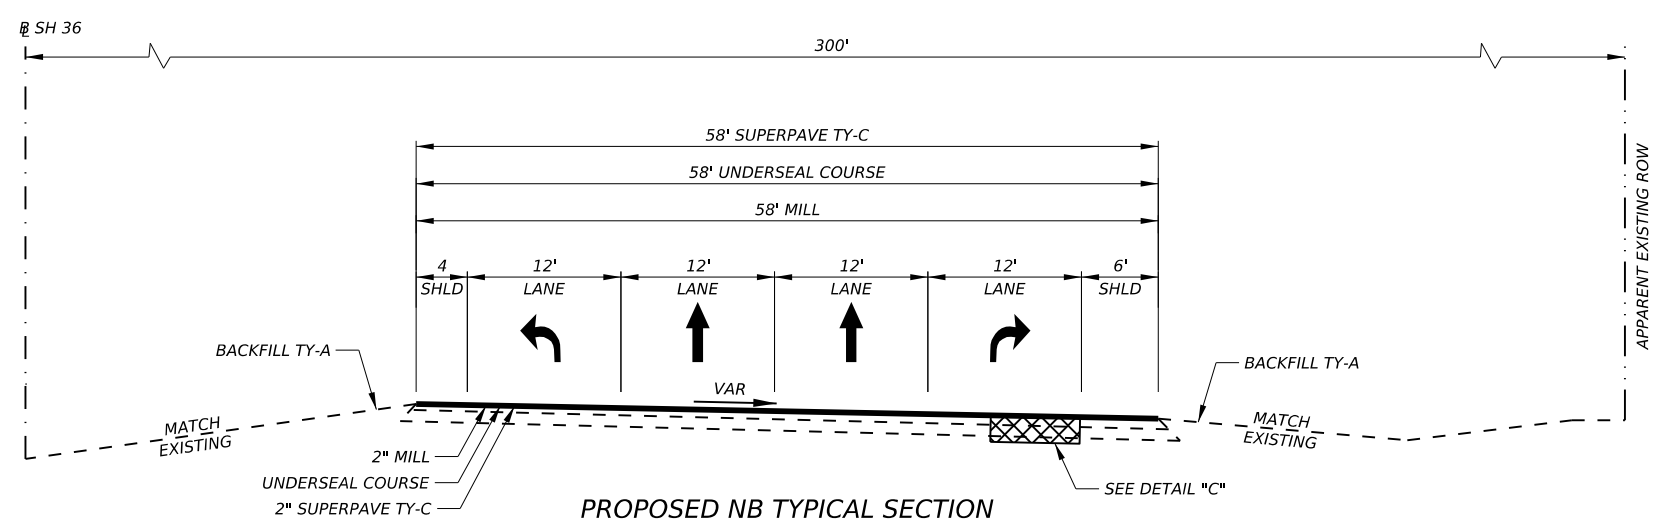 ℄ SH 36
300'
58' SUPERPAVE TY-C
58' UNDERSEAL COURSE
58' MILL
4
12'
12'
12'
12'
6'
SHLD
LANE
LANE
LANE
LANE
SHLD
APPARENT EXISTING ROW
BACKFILL TY-A
BACKFILL TY-A
VAR
MATCH
EXISTING
MATCH
EXISTING
2" MILL
UNDERSEAL COURSE
2" SUPERPAVE TY-C
SEE DETAIL "C"
PROPOSED NB TYPICAL SECTION